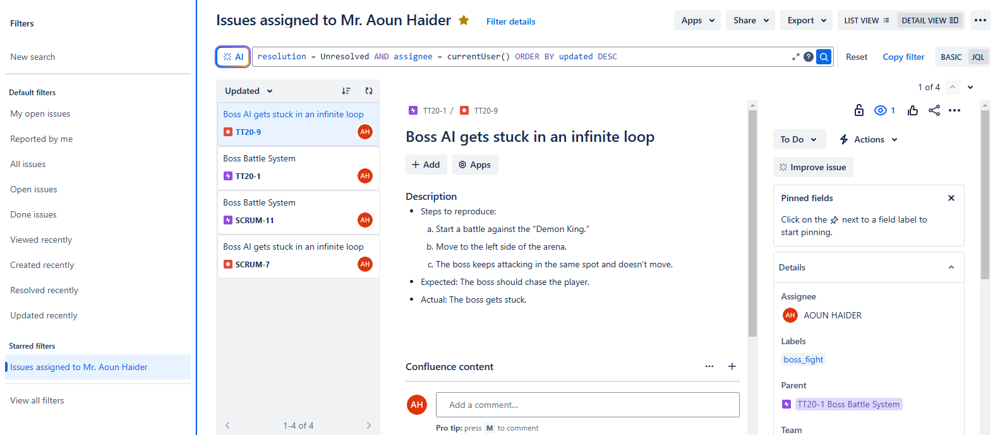 Filters
New search
Default filters
My open issues
Reported by me
All issues
Open issues
Done issues
Viewed recently
Created recently
Resolved recently
Updated recently
Starred filters
Issues assigned to Mr. Aoun Haider
View all filters
Issues assigned to Mr. Aoun Haider
Filter details
Apps
Share
Export
LIST VIEW
DETAIL VIEW
AI
resolution = Unresolved AND assignee = currentUser() ORDER BY updated DESC
?
Reset
Copy filter
BASIC
JQL
Updated
Boss AI gets stuck in an infinite loop
TT20-9
AH
Boss Battle System
TT20-1
AH
Boss Battle System
SCRUM-11
AH
Boss AI gets stuck in an infinite loop
SCRUM-7
AH
1-4 of 4
1 of 4
TT20-1 / TT20-9
Boss AI gets stuck in an infinite loop
Add
Apps
Description
• Steps to reproduce:
a. Start a battle against the "Demon King."
b. Move to the left side of the arena.
c. The boss keeps attacking in the same spot and doesn't move.
• Expected: The boss should chase the player.
• Actual: The boss gets stuck.
Confluence content
AH
Add a comment...
Pro tip: press M to comment
1
To Do
Actions
Improve issue
Pinned fields
Click on the next to a field label to
start pinning.
Details
Assignee
AH AOUN HAIDER
Labels
boss_fight
Parent
TT20-1 Boss Battle System
Team